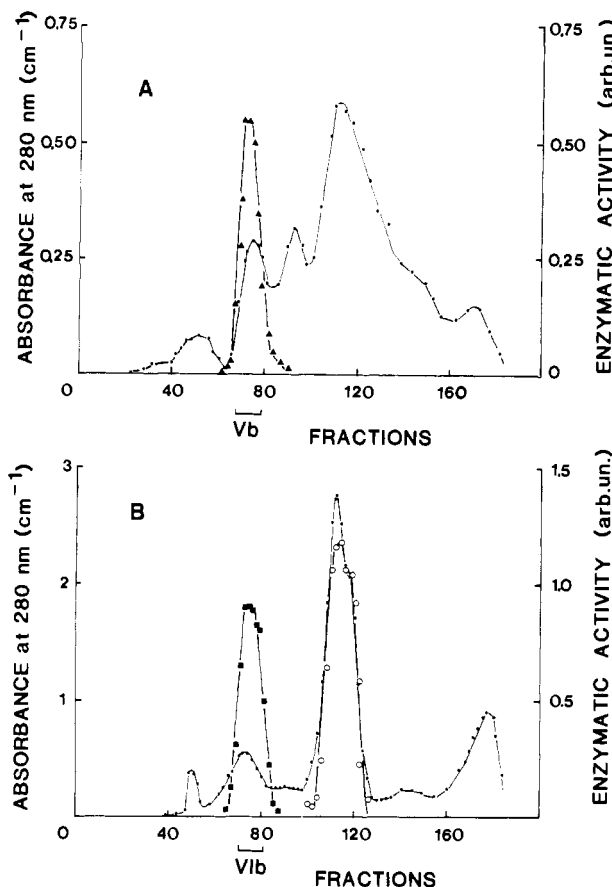 ABSORBANCE at 280 nm (cm⁻¹)
0,75
0,50
0,25
A
0,75
0,50
0,25
0
ENZYMATIC ACTIVITY (arb.un.)
0 40 80 120 160
Vb
FRACTIONS
ABSORBANCE at 280 nm (cm⁻¹)
3
2
1
B
1,5
1,0
0,5
ENZYMATIC ACTIVITY (arb.un.)
0 40 80 120 160
VIb
FRACTIONS